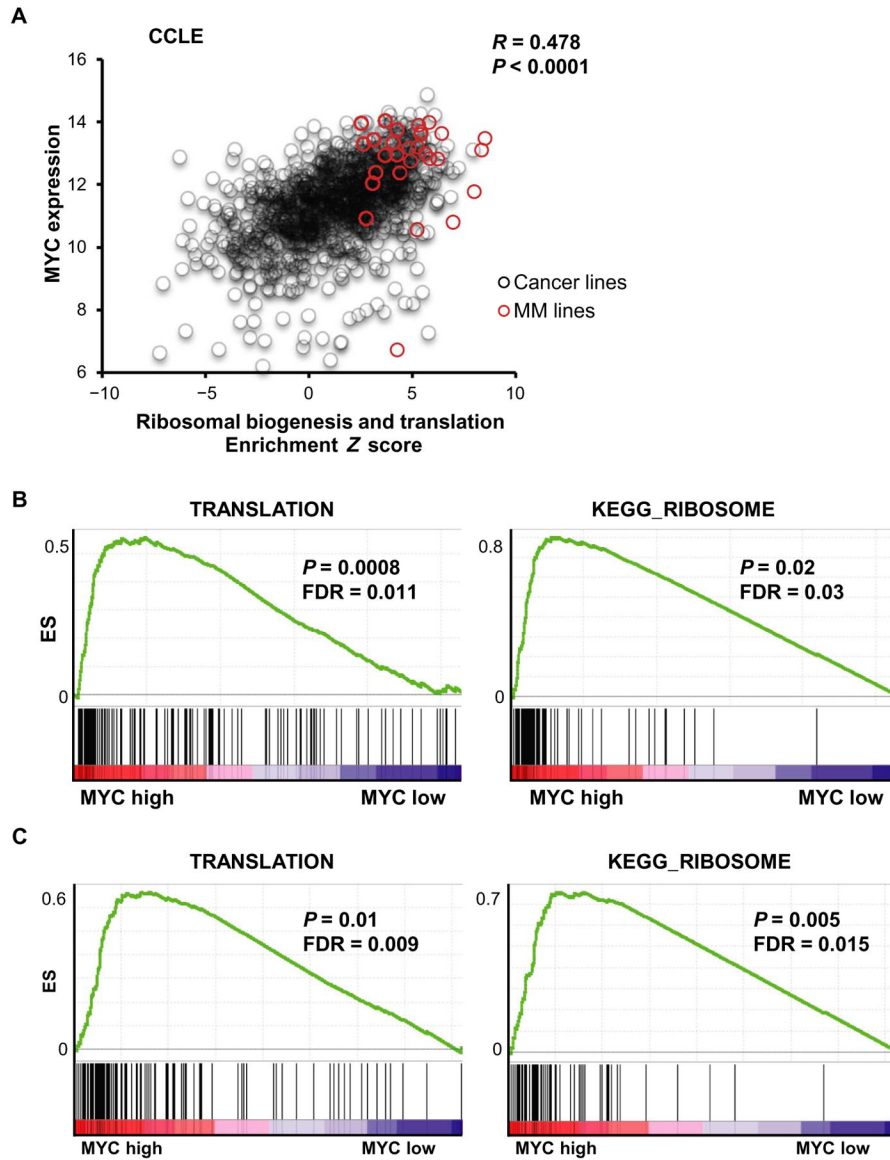 A
CCLE
R = 0.478
P < 0.0001
16
14
12
10
8
6
MYC expression
−10
−5
0
5
10
Cancer lines
MM lines
Ribosomal biogenesis and translation
Enrichment Z score
B
TRANSLATION
0.5
0
ES
P = 0.0008
FDR = 0.011
MYC high
MYC low
KEGG_RIBOSOME
0.8
0
P = 0.02
FDR = 0.03
MYC high
MYC low
C
TRANSLATION
0.6
0
ES
P = 0.01
FDR = 0.009
MYC high
MYC low
KEGG_RIBOSOME
0.7
0
P = 0.005
FDR = 0.015
MYC high
MYC low